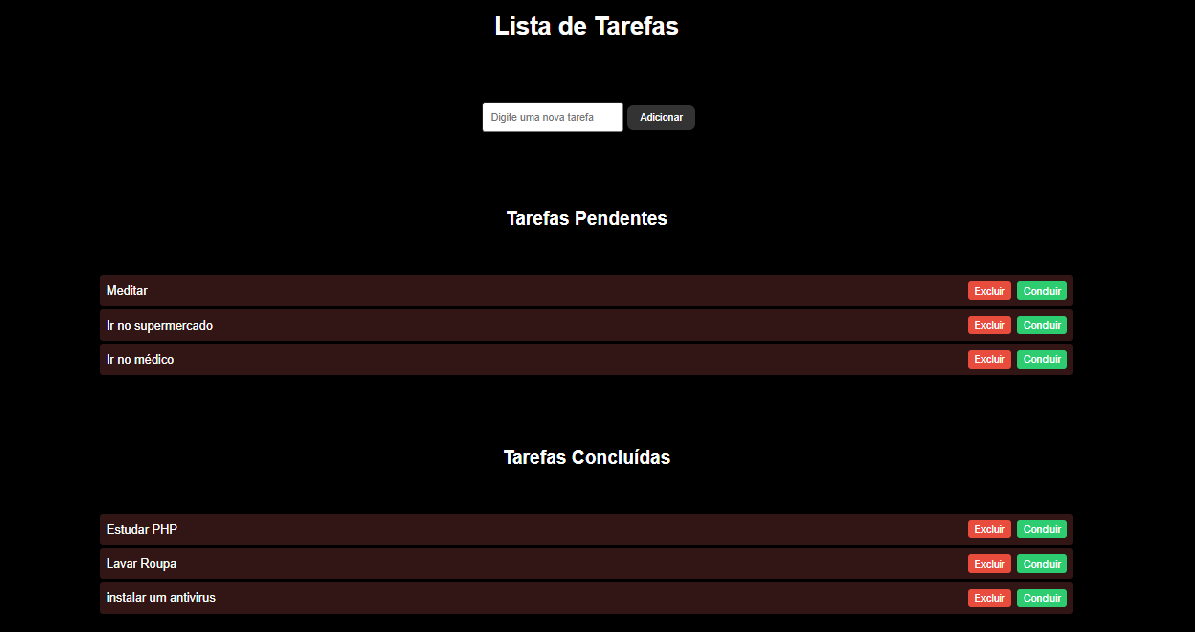 Lista de Tarefas
Digite uma nova tarefa Adicionar
Tarefas Pendentes
Meditar Excluir Concluir
Ir no supermercado Excluir Concluir
Ir no médico Excluir Concluir
Tarefas Concluídas
Estudar PHP Excluir Concluir
Lavar Roupa Excluir Concluir
instalar um antivirus Excluir Concluir